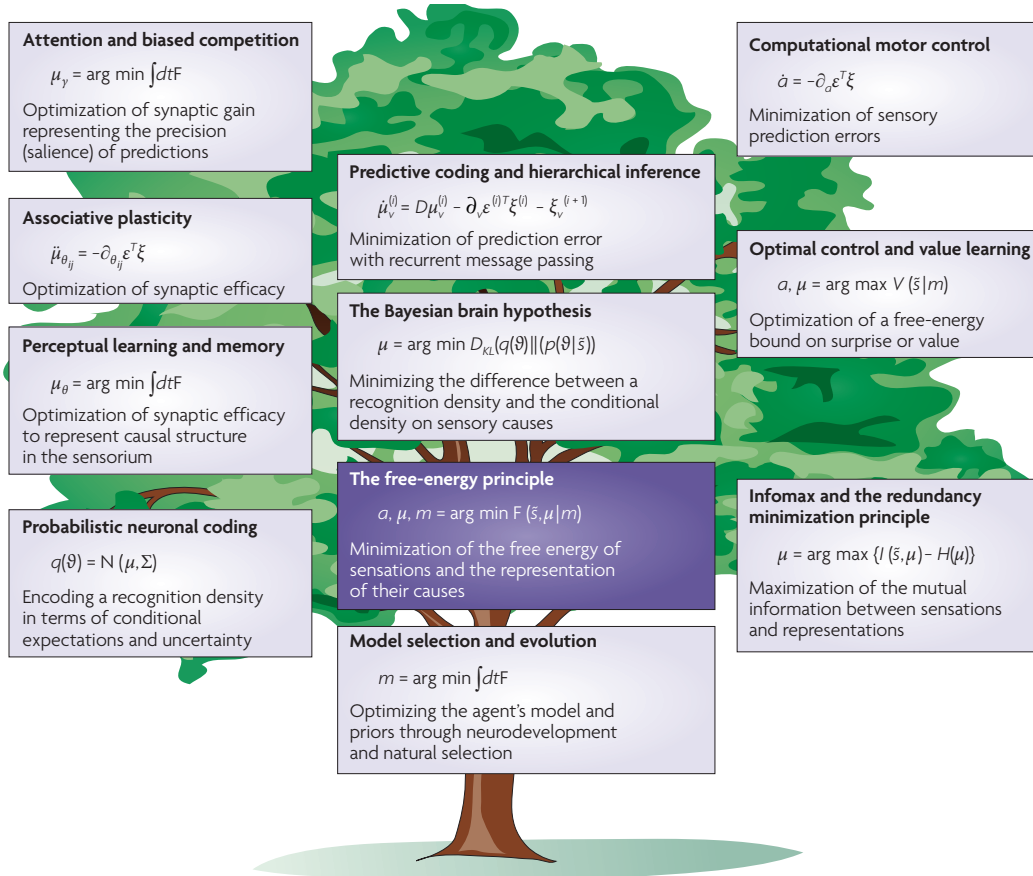 Attention and biased competition
μγ = arg min ∫dtF
Optimization of synaptic gain
representing the precision
(salience) of predictions
Associative plasticity
μ̈θij = −∂θij εᵀξ
Optimization of synaptic efficacy
Perceptual learning and memory
μθ = arg min ∫dtF
Optimization of synaptic efficacy
to represent causal structure
in the sensorium
Probabilistic neuronal coding
q(ϑ) = N (μ,Σ)
Encoding a recognition density
in terms of conditional
expectations and uncertainty
Predictive coding and hierarchical inference
μ̇v⁽ⁱ⁾ = Dμv⁽ⁱ⁾ − ∂v ε⁽ⁱ⁾ᵀξ⁽ⁱ⁾ − ξv⁽ⁱ⁺¹⁾
Minimization of prediction error
with recurrent message passing
The Bayesian brain hypothesis
μ = arg min DKL(q(ϑ)||(p(ϑ|s̃))
Minimizing the difference between a
recognition density and the conditional
density on sensory causes
The free-energy principle
a, μ, m = arg min F (s̃, μ|m)
Minimization of the free energy of
sensations and the representation
of their causes
Model selection and evolution
m = arg min ∫dtF
Optimizing the agent's model and
priors through neurodevelopment
and natural selection
Computational motor control
ȧ = −∂a εᵀξ
Minimization of sensory
prediction errors
Optimal control and value learning
a, μ = arg max V (s̃|m)
Optimization of a free-energy
bound on surprise or value
Infomax and the redundancy
minimization principle
μ = arg max {I (s̃, μ) − H(μ)}
Maximization of the mutual
information between sensations
and representations